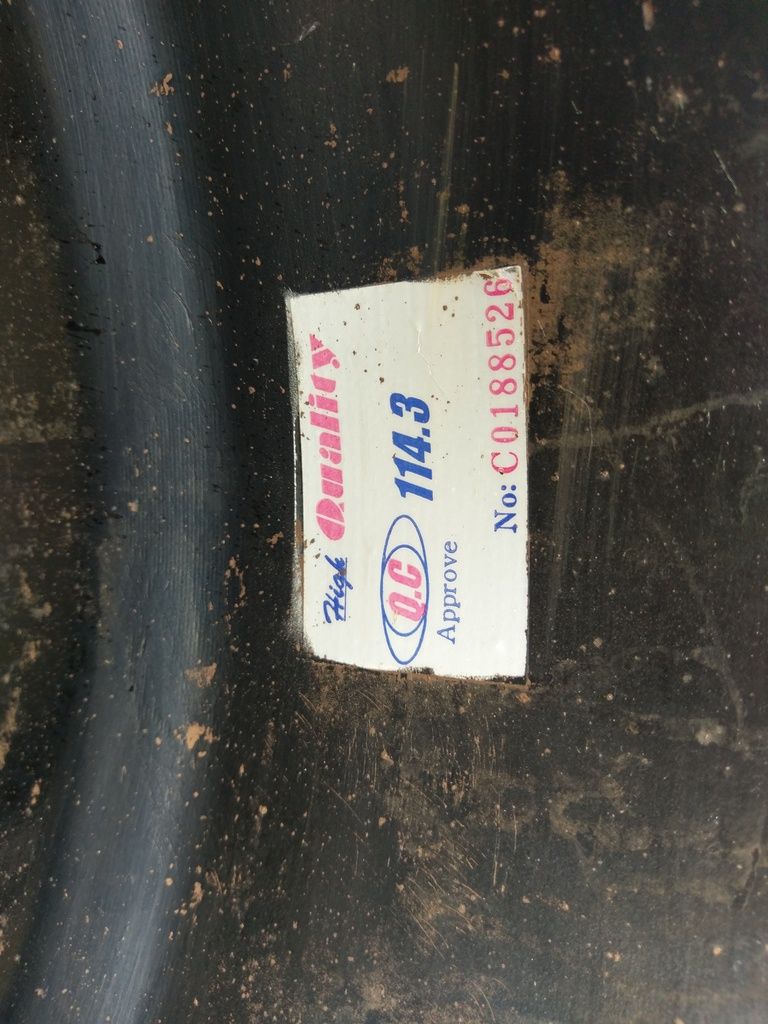 High Quality
Q.C 114.3
Approve
No: C0188526